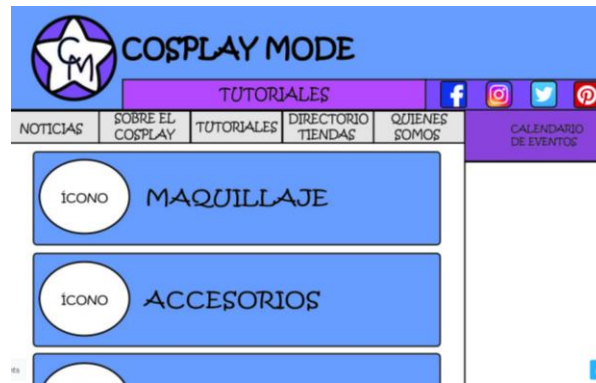 CM
COSPLAY MODE
TUTORIALES
NOTICIAS
SOBRE EL
COSPLAY
TUTORIALES
DIRECTORIO
TIENDAS
QUIENES
SOMOS
CALENDARIO
DE EVENTOS
ÍCONO
MAQUILLAJE
ÍCONO
ACCESORIOS